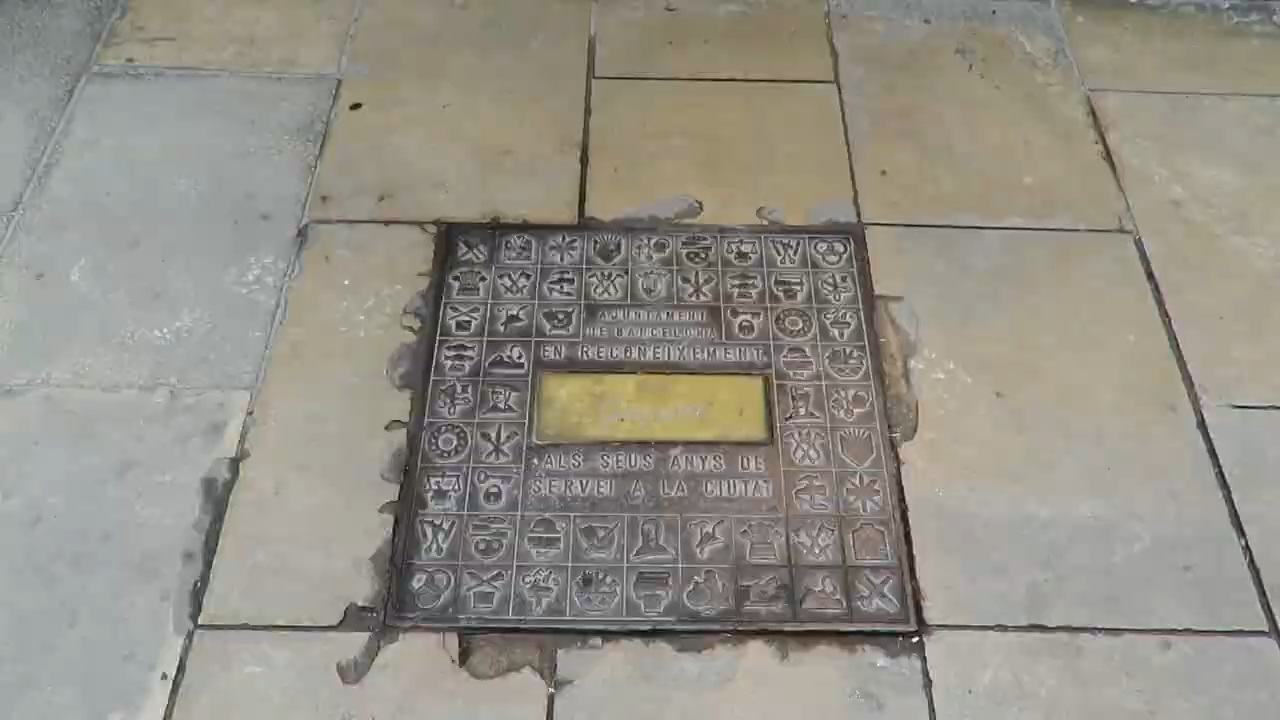 AJUNTAMENT
DE BARCELONA
EN RECONEIXEMENT
ALS SEUS ANYS DE
SERVEI A LA CIUTAT